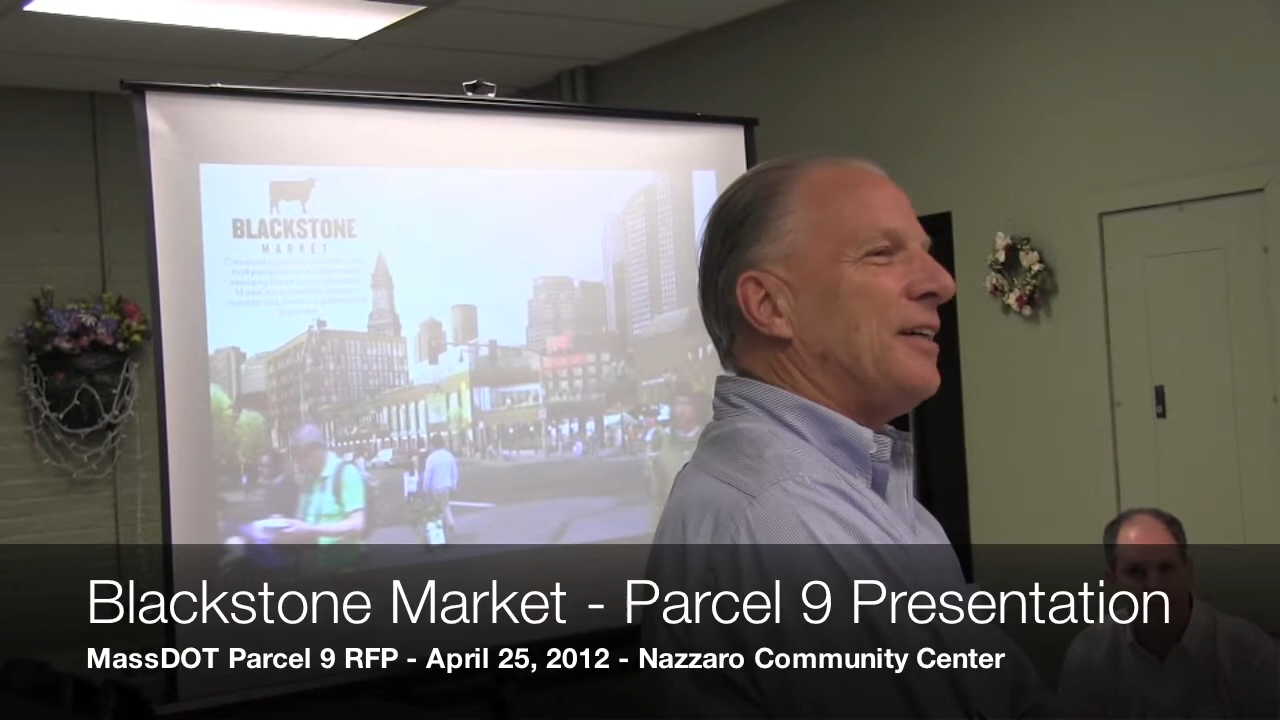 BLACKSTONE
MARKET
Blackstone Market - Parcel 9 Presentation
MassDOT Parcel 9 RFP - April 25, 2012 - Nazzaro Community Center